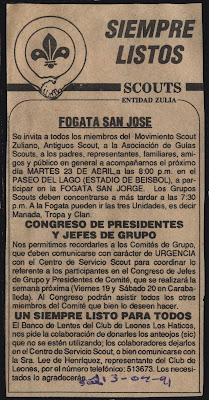 SIEMPRE
LISTOS
SCOUTS
ENTIDAD ZULIA
FOGATA SAN JOSE
Se invita a todos los miembros del Movimiento Scout
Zuliano, Antiguos Scout, a la Asociación de Guías
Scouts, a los padres, representantes, familiares, ami-
gos y público en general a acompañarnos el próximo
día MARTES 23 DE ABRIL, a las 8:00 p.m. en el
PASEO DEL LAGO (ESTADIO DE BEISBOL), a par-
ticipar en la FOGATA SAN JORGE. Los Grupos
Scouts deben concentrarse a más tardar a las 7:30
p.m. A la Fogata pueden ir las tres Unidades, es decir
Manada, Tropa y Clan.
CONGRESO DE PRESIDENTES
Y JEFES DE GRUPO
Nos permitimos recordarles a los Comités de Grupo,
que deben comunicarse con carácter de URGENCIA
con el Centro de Servicio Scout para coordinar lo
referente a los participantes en el Congreso de Jefes
de Grupo y Presidentes de Comité, que se realizará la
semana próxima (Viernes 19 y Sábado 20 en Caraba-
lleda). Al Congreso podrán asistir todos los otros
miembros del Comité que bien lo deseen hacer.
UN SIEMPRE LISTO PARA TODOS
El Banco de Lentes del Club de Leones Los Haticos,
nos pide la colaboración de donarles los anteojos (sic)
que no se estén utilizando; los colaboradores dejarlos
en el Centro de Servicio Scout, o bien comunicarse con
la Sra. Lee de Henríquez, representante del Club de
Leones, por el número telefónico: 513673. Los necesi-
tados lo agradecerán.
13-04-91